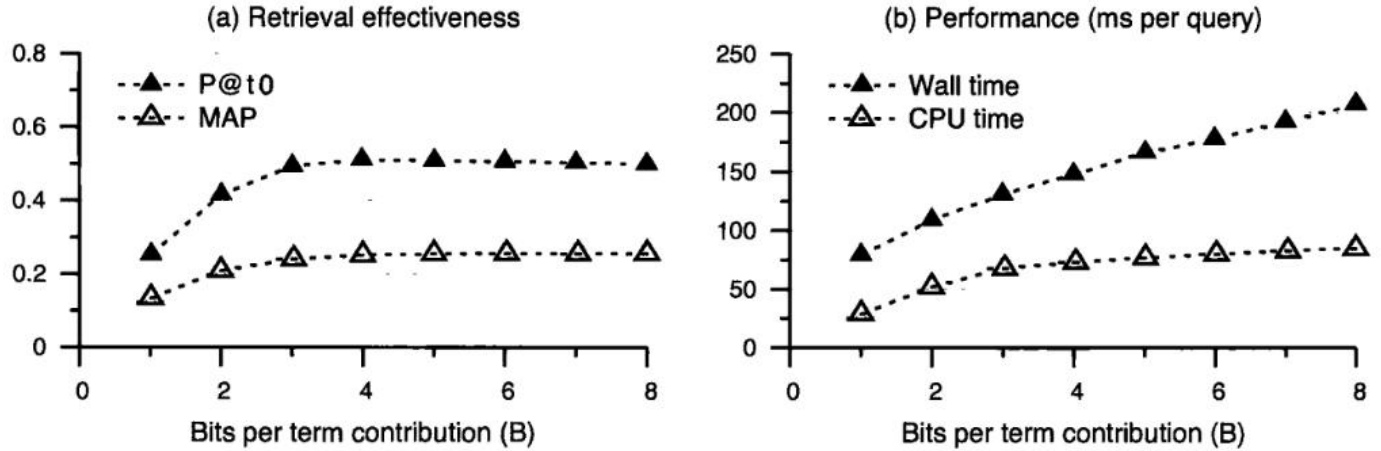 (a) Retrieval effectiveness
0.8
0.6
0.4
0.2
0
P@t0
MAP
0 2 4 6 8
Bits per term contribution (B)
(b) Performance (ms per query)
250
200
150
100
50
0
Wall time
CPU time
0 2 4 6 8
Bits per term contribution (B)